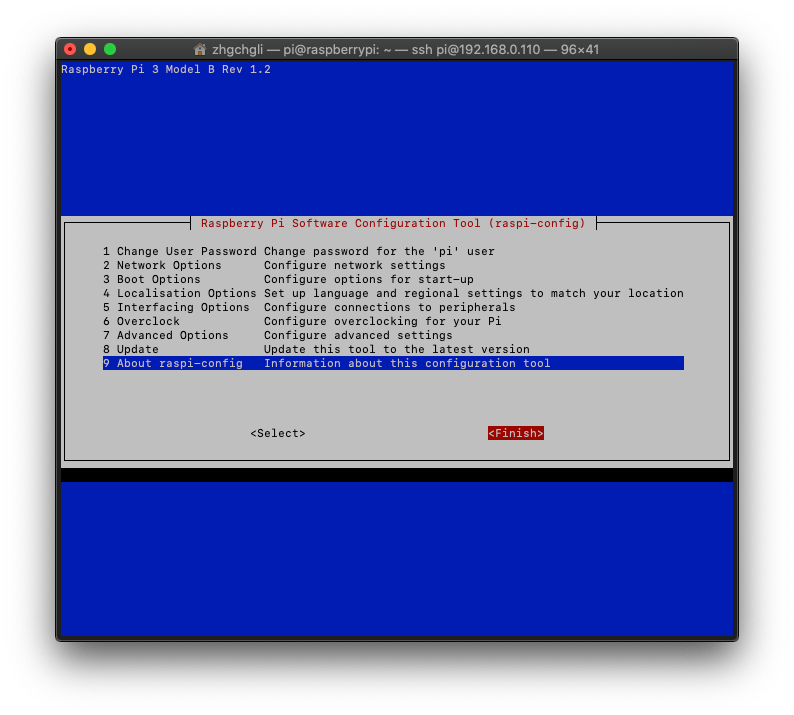 zhgchgli — pi@raspberrypi: ~ — ssh pi@192.168.0.110 — 96×41
Raspberry Pi 3 Model B Rev 1.2
Raspberry Pi Software Configuration Tool (raspi-config)
1 Change User Password Change password for the 'pi' user
2 Network Options Configure network settings
3 Boot Options Configure options for start-up
4 Localisation Options Set up language and regional settings to match your location
5 Interfacing Options Configure connections to peripherals
6 Overclock Configure overclocking for your Pi
7 Advanced Options Configure advanced settings
8 Update Update this tool to the latest version
9 About raspi-config Information about this configuration tool
<Select> <Finish>